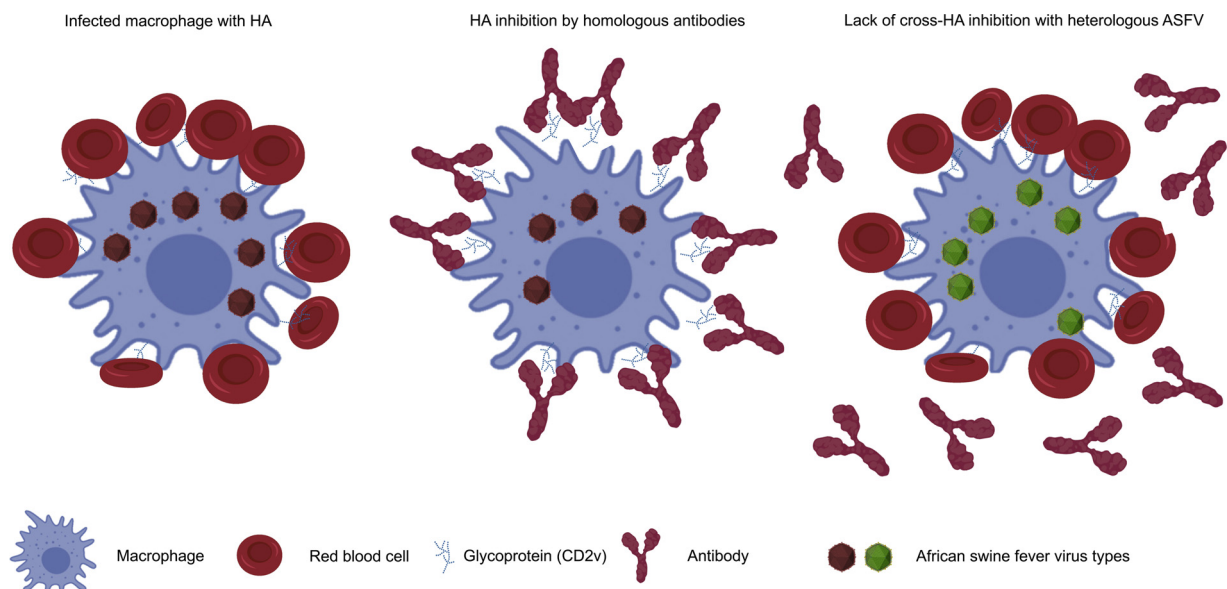 Infected macrophage with HA
HA inhibition by homologous antibodies
Lack of cross-HA inhibition with heterologous ASFV
Macrophage
Red blood cell
Glycoprotein (CD2v)
Antibody
African swine fever virus types